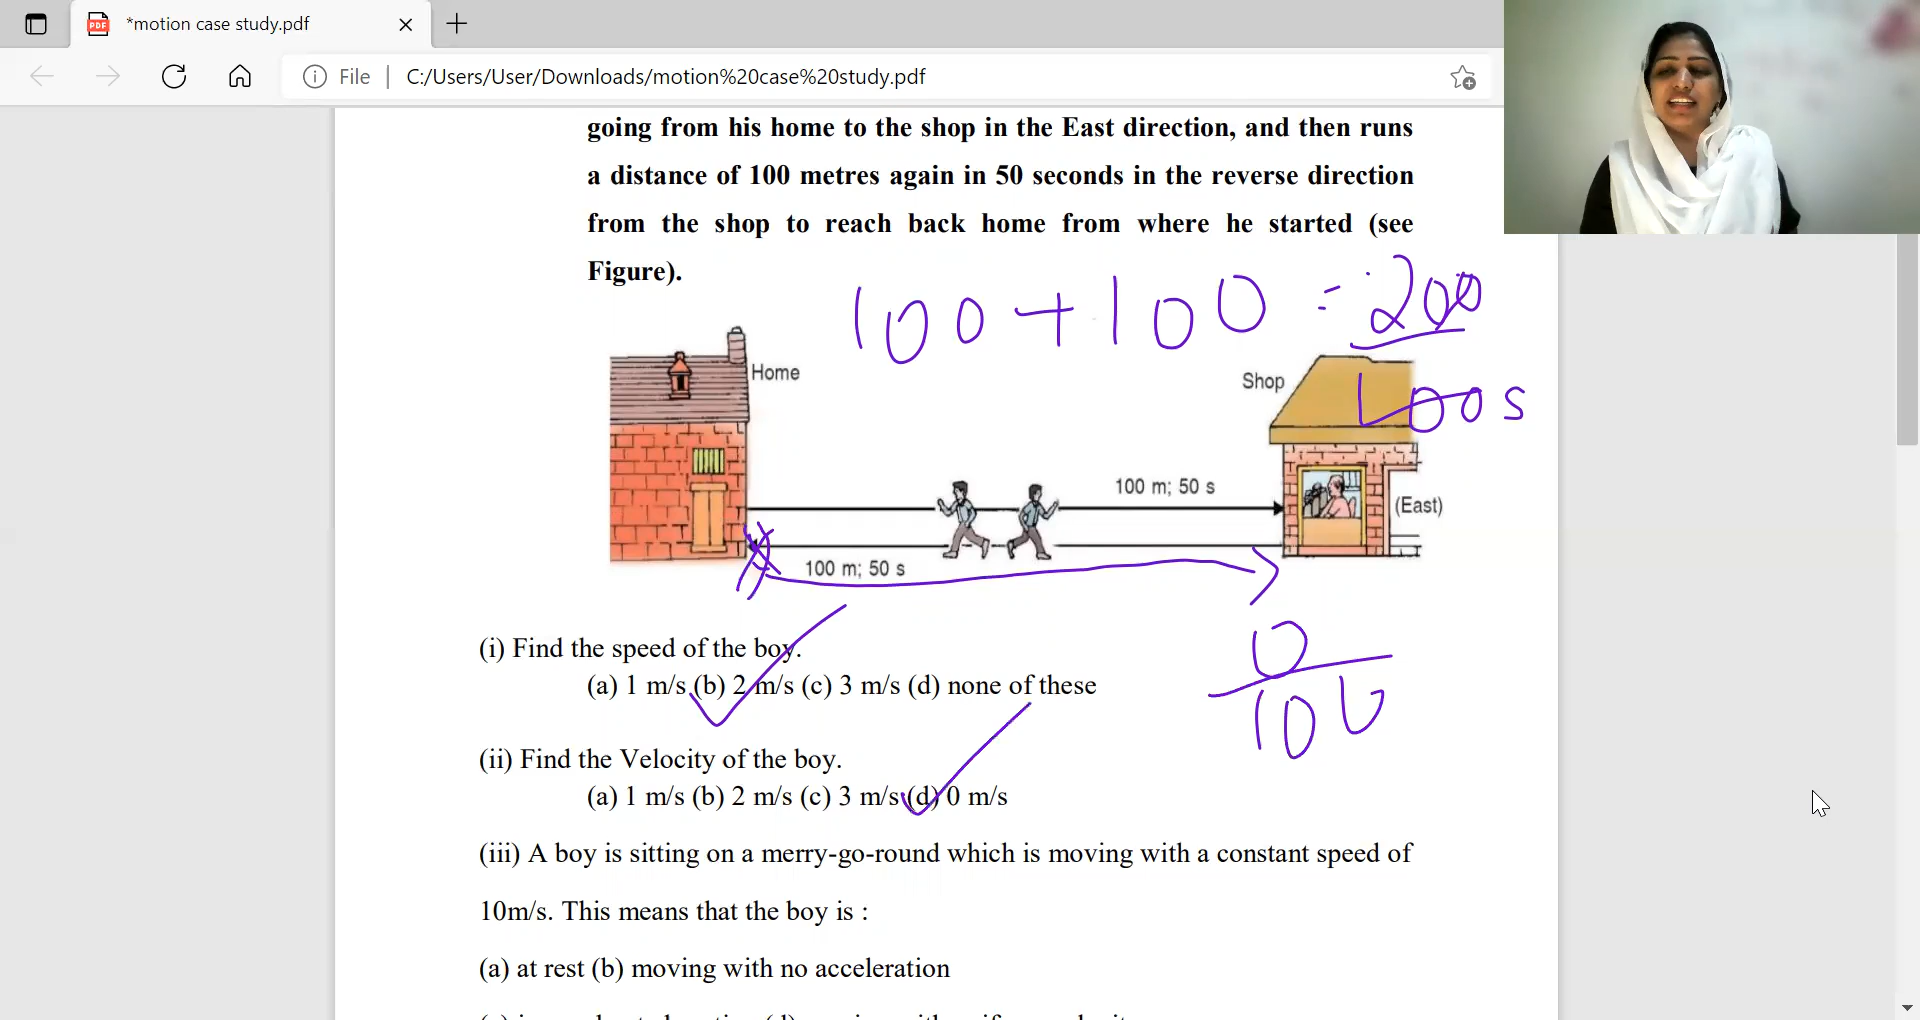 *motion case study.pdf
File | C:/Users/User/Downloads/motion%20case%20study.pdf
going from his home to the shop in the East direction, and then runs
a distance of 100 metres again in 50 seconds in the reverse direction
from the shop to reach back home from where he started (see
Figure).
100 + 100 = 200
100 s
Home
Shop
100 m; 50 s
(East)
100 m; 50 s
0
100
(i) Find the speed of the boy.
(a) 1 m/s (b) 2 m/s (c) 3 m/s (d) none of these
(ii) Find the Velocity of the boy.
(a) 1 m/s (b) 2 m/s (c) 3 m/s (d) 0 m/s
(iii) A boy is sitting on a merry-go-round which is moving with a constant speed of
10m/s. This means that the boy is :
(a) at rest (b) moving with no acceleration